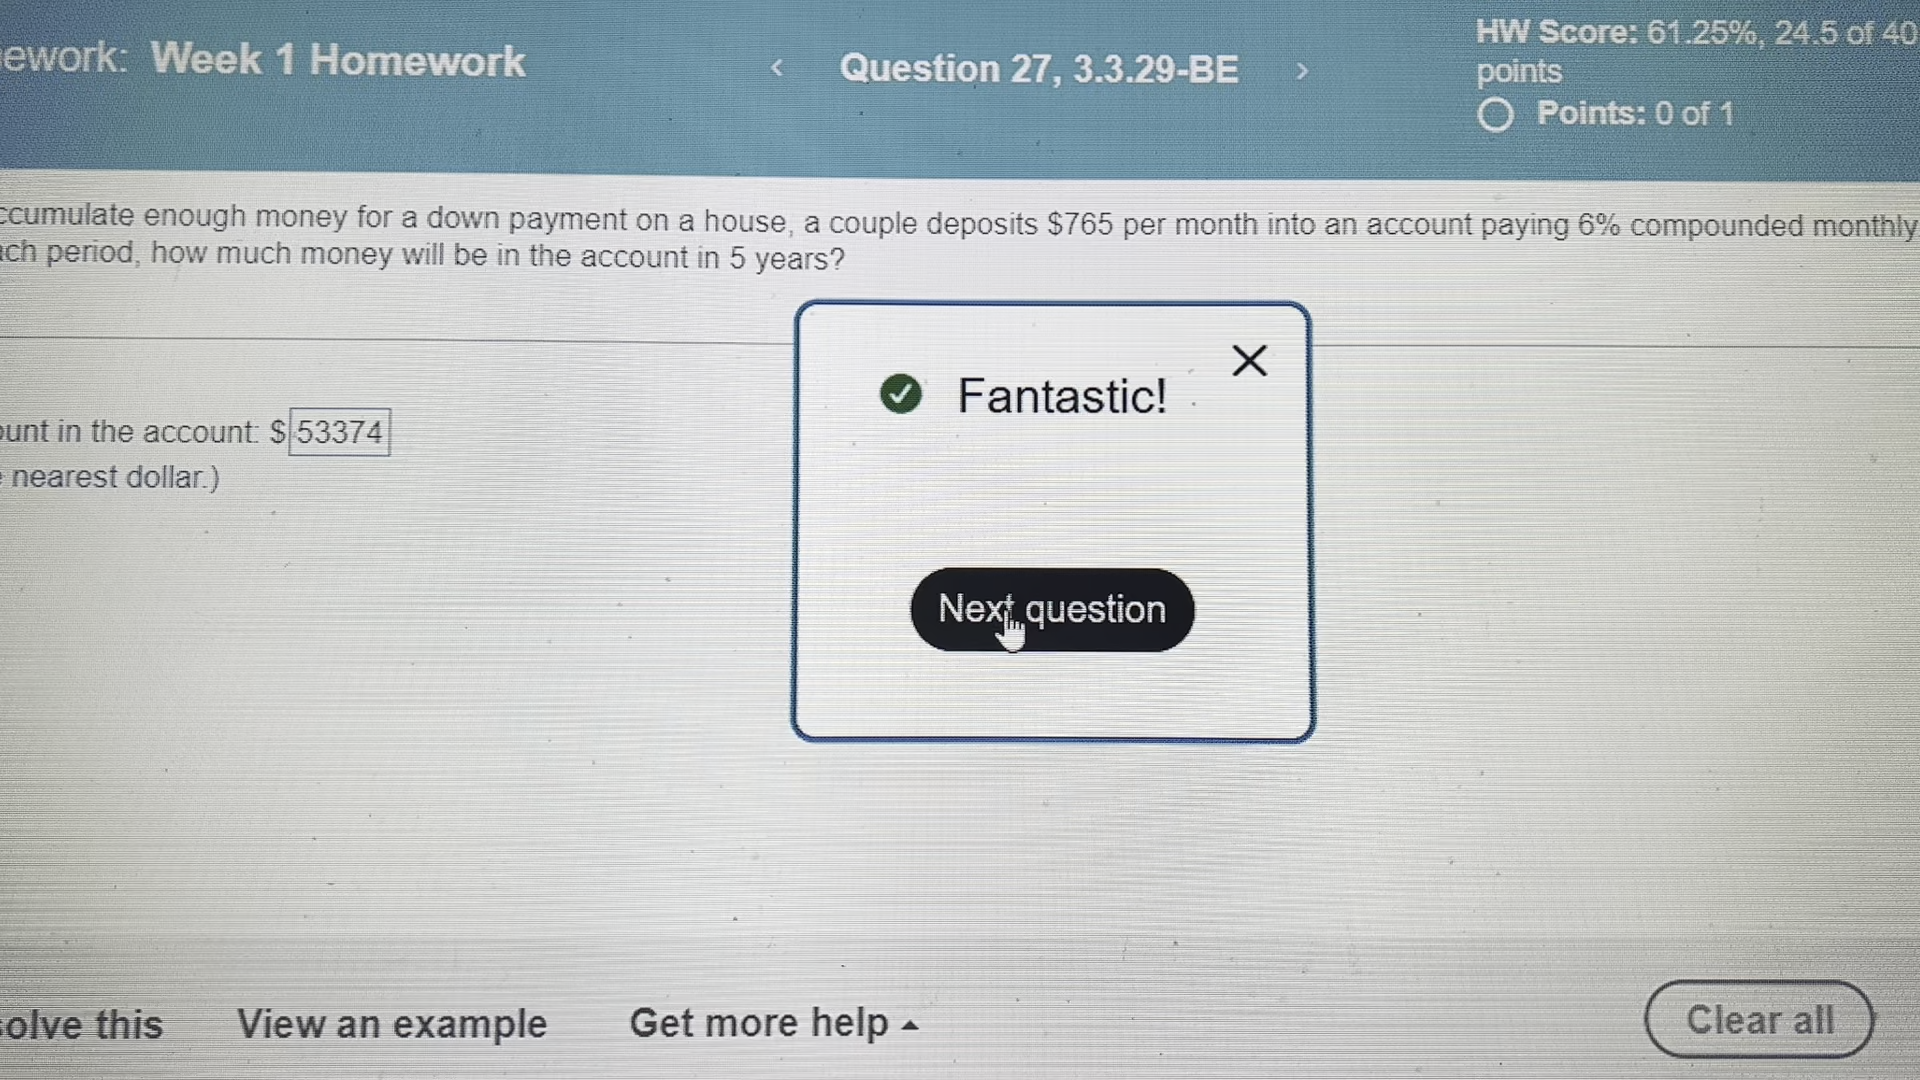 ework: Week 1 Homework
Question 27, 3.3.29-BE
HW Score: 61.25%, 24.5 of 40
points
Points: 0 of 1
ccumulate enough money for a down payment on a house, a couple deposits $765 per month into an account paying 6% compounded monthly
ach period, how much money will be in the account in 5 years?
Fantastic!
ount in the account: $ 53374
nearest dollar.)
Next question
olve this View an example Get more help
Clear all